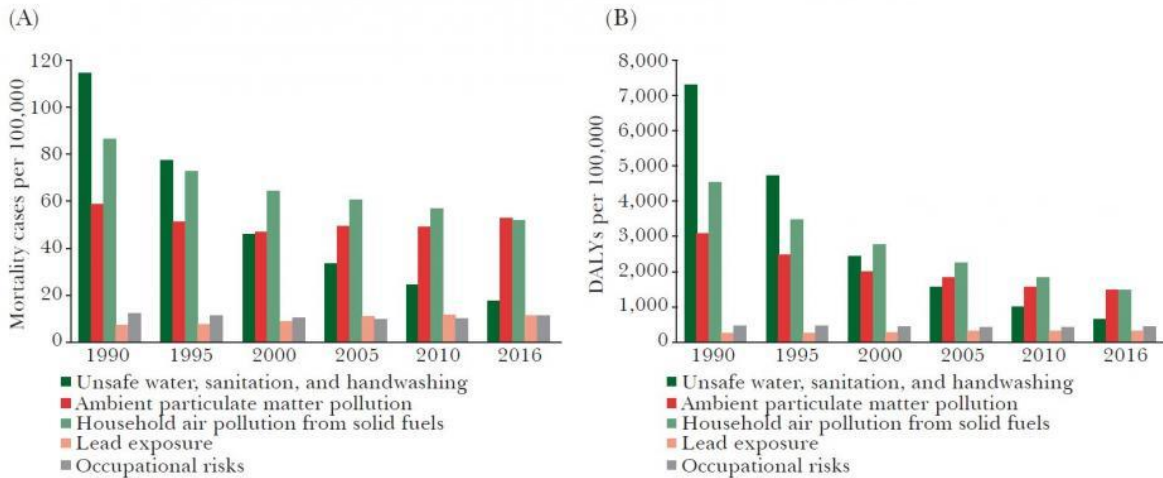 (A)
Mortality cases per 100,000
120
100
80
60
40
20
0
1990 1995 2000 2005 2010 2016
Unsafe water, sanitation, and handwashing
Ambient particulate matter pollution
Household air pollution from solid fuels
Lead exposure
Occupational risks
(B)
DALYs per 100,000
8,000
7,000
6,000
5,000
4,000
3,000
2,000
1,000
0
1990 1995 2000 2005 2010 2016
Unsafe water, sanitation, and handwashing
Ambient particulate matter pollution
Household air pollution from solid fuels
Lead exposure
Occupational risks